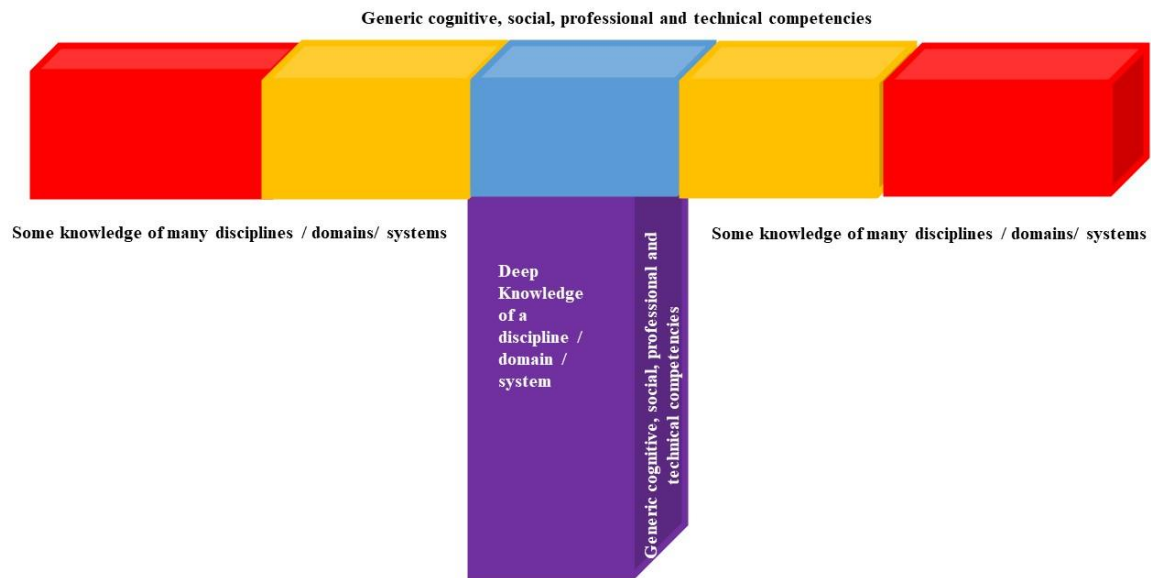 Generic cognitive, social, professional and technical competencies
Some knowledge of many disciplines / domains/ systems
Some knowledge of many disciplines / domains/ systems
Deep
Knowledge
of a
discipline /
domain /
system
Generic cognitive, social, professional and
technical competencies